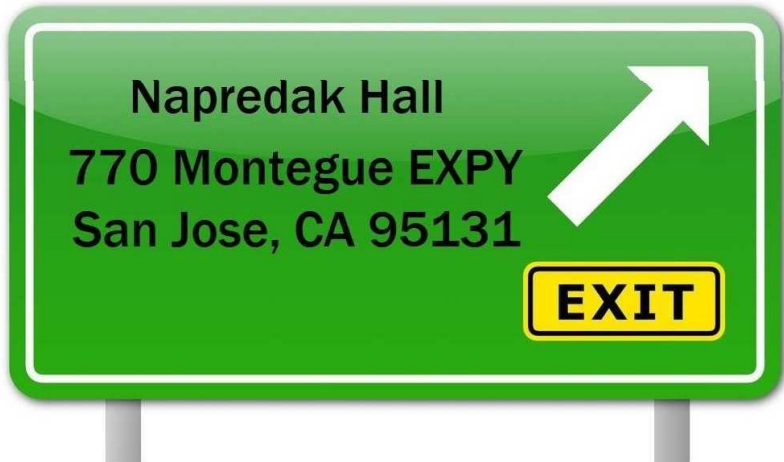 Napredak Hall
770 Montegue EXPY
San Jose, CA 95131
EXIT